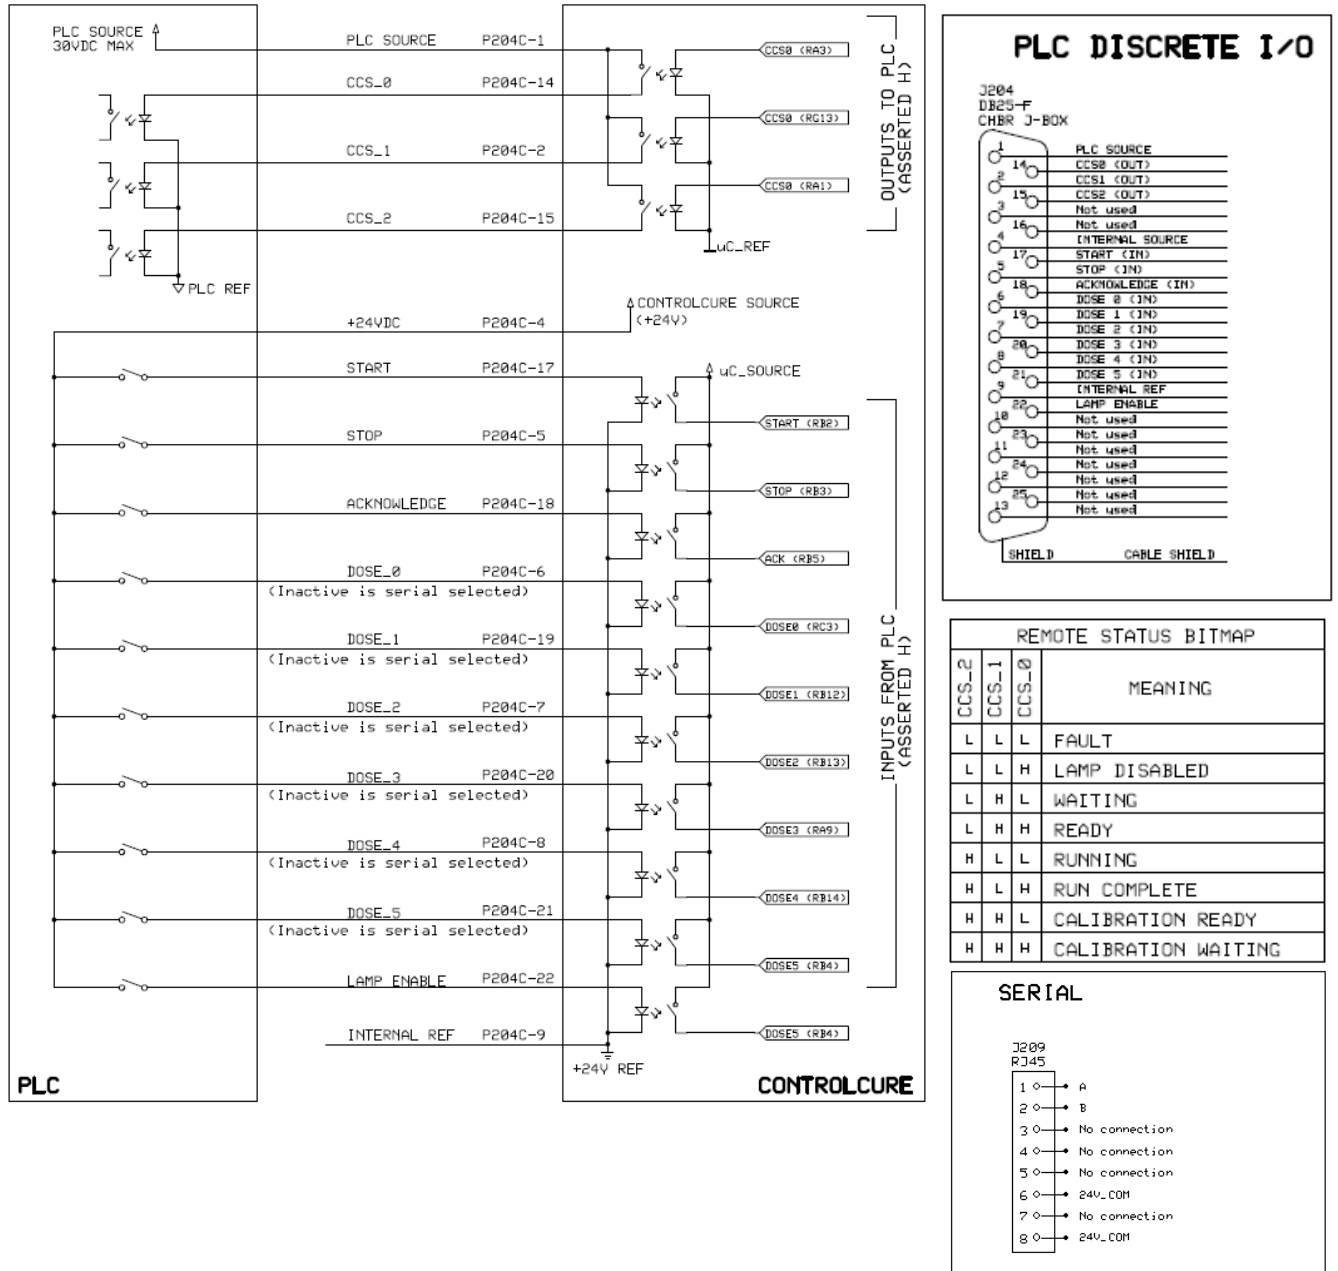 PLC SOURCE
30VDC MAX
PLC SOURCE P204C-1
CCS_0 P204C-14
CCS_1 P204C-2
CCS_2 P204C-15
PLC REF
CCS0 (RA3)
CCS0 (RG13)
CCS0 (RA1)
uC_REF
OUTPUTS TO PLC
(ASSERTED H)
CONTROLCURE SOURCE
(+24V)
+24VDC P204C-4
START P204C-17
uC_SOURCE
START (RB2)
STOP P204C-5
STOP (RB3)
ACKNOWLEDGE P204C-18
ACK (RB5)
DOSE_0 P204C-6
(Inactive is serial selected)
DOSE0 (RC3)
DOSE_1 P204C-19
(Inactive is serial selected)
DOSE1 (RB12)
DOSE_2 P204C-7
(Inactive is serial selected)
DOSE2 (RB13)
DOSE_3 P204C-20
(Inactive is serial selected)
DOSE3 (RA9)
DOSE_4 P204C-8
(Inactive is serial selected)
DOSE4 (RB14)
DOSE_5 P204C-21
(Inactive is serial selected)
DOSE5 (RB4)
LAMP ENABLE P204C-22
DOSE5 (RB4)
INTERNAL REF P204C-9
+24V REF
INPUTS FROM PLC
(ASSERTED H)
PLC
CONTROLCURE
PLC DISCRETE I/O
J204
DB25-F
CHBR J-BOX
1 PLC SOURCE
14 CCS0 (OUT)
2 CCS1 (OUT)
15 CCS2 (OUT)
3 Not used
16 Not used
4 INTERNAL SOURCE
17 START (IN)
5 STOP (IN)
18 ACKNOWLEDGE (IN)
6 DOSE 0 (IN)
19 DOSE 1 (IN)
7 DOSE 2 (IN)
20 DOSE 3 (IN)
8 DOSE 4 (IN)
21 DOSE 5 (IN)
9 INTERNAL REF
22 LAMP ENABLE
10 Not used
23 Not used
11 Not used
24 Not used
12 Not used
25 Not used
13 Not used
SHIELD CABLE SHIELD
REMOTE STATUS BITMAP
CCS_2 CCS_1 CCS_0 MEANING
L L L FAULT
L L H LAMP DISABLED
L H L WAITING
L H H READY
H L L RUNNING
H L H RUN COMPLETE
H H L CALIBRATION READY
H H H CALIBRATION WAITING
SERIAL
J209
RJ45
1 A
2 B
3 No connection
4 No connection
5 No connection
6 24V_COM
7 No connection
8 24V_COM